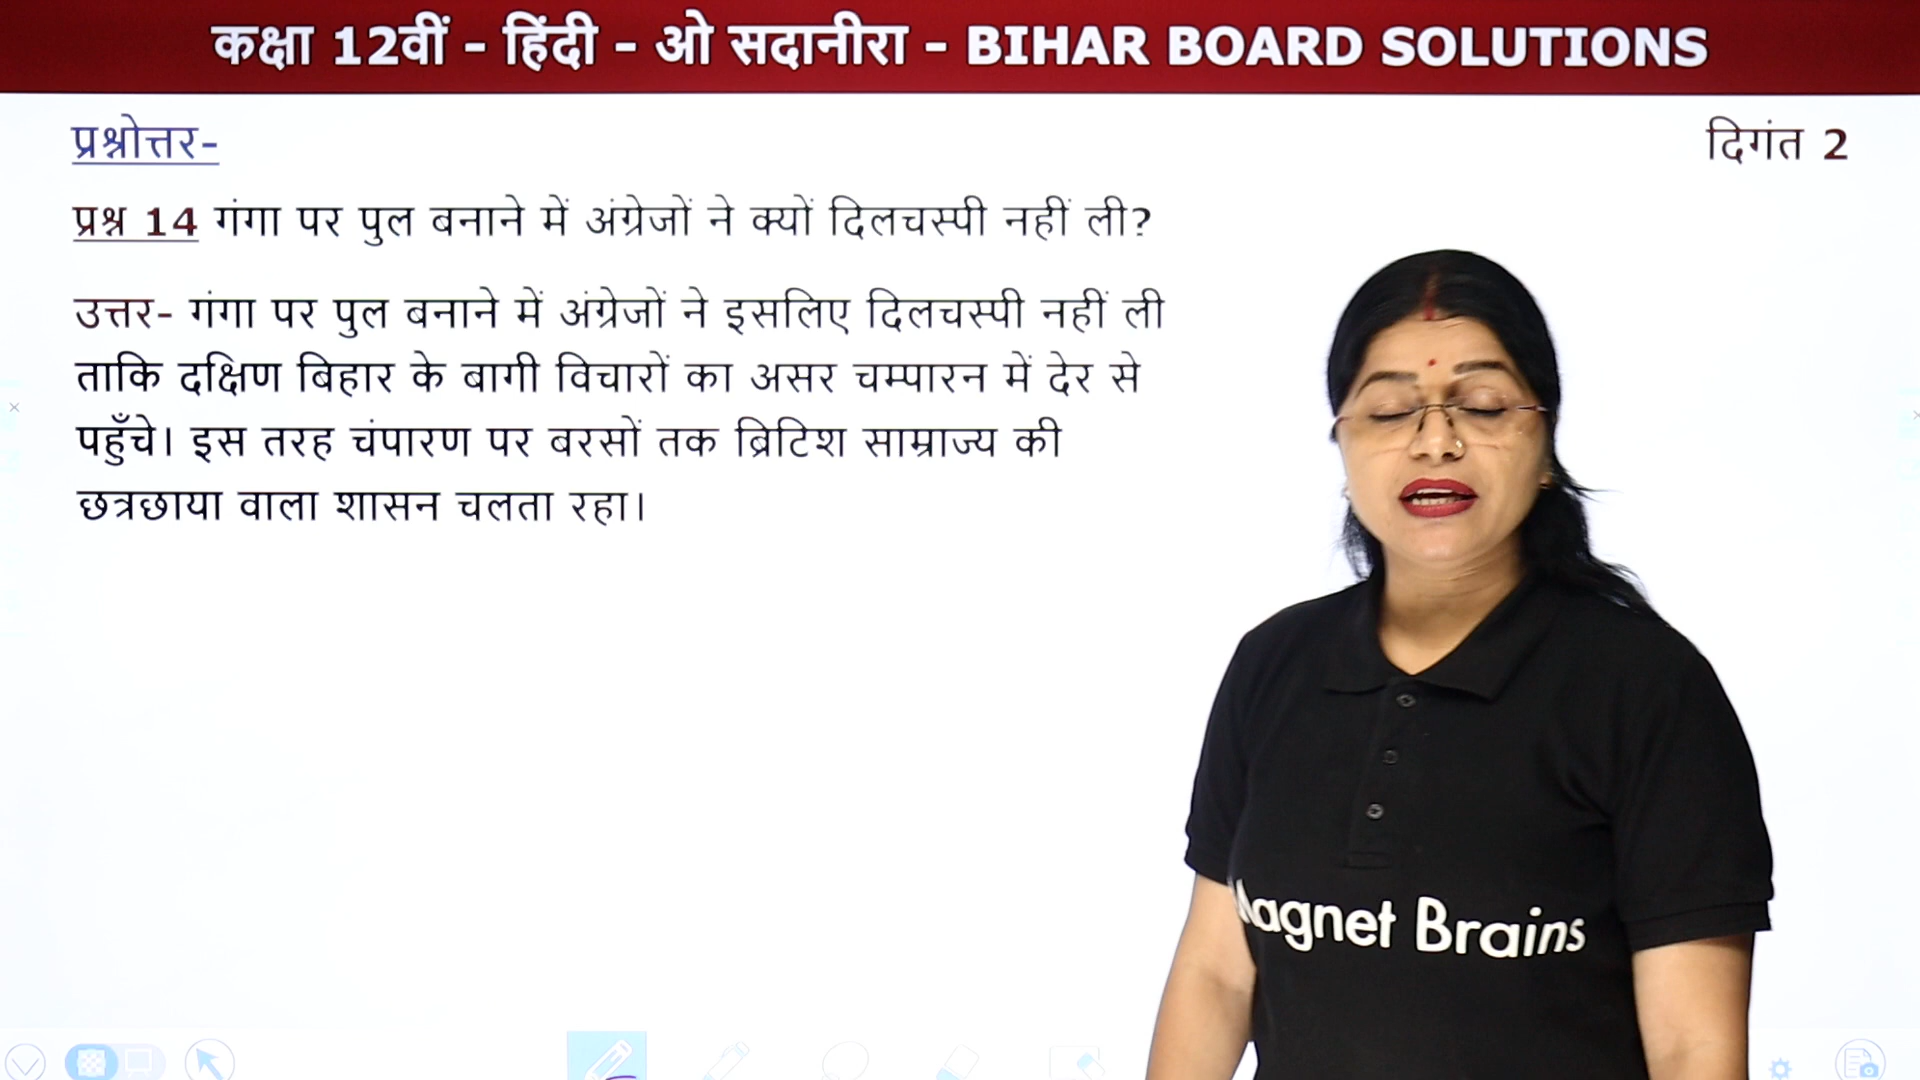 कक्षा 12वीं - हिंदी - ओ सदानीरा - BIHAR BOARD SOLUTIONS
प्रश्नोत्तर-
दिगंत 2
प्रश्न 14 गंगा पर पुल बनाने में अंग्रेजों ने क्यों दिलचस्पी नहीं ली?
उत्तर- गंगा पर पुल बनाने में अंग्रेजों ने इसलिए दिलचस्पी नहीं ली
ताकि दक्षिण बिहार के बागी विचारों का असर चम्पारन में देर से
पहुँचे। इस तरह चंपारण पर बरसों तक ब्रिटिश साम्राज्य की
छत्रछाया वाला शासन चलता रहा।
Magnet Brains